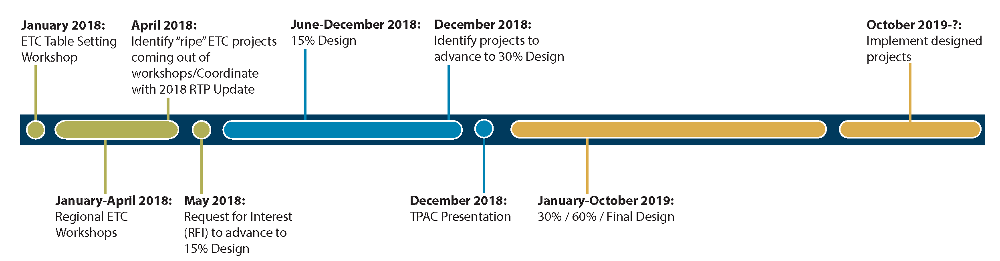 January 2018:
ETC Table Setting
Workshop
April 2018:
Identify “ripe” ETC projects
coming out of
workshops/Coordinate
with 2018 RTP Update
June-December 2018:
15% Design
December 2018:
Identify projects to
advance to 30% Design
October 2019-?:
Implement designed
projects
January-April 2018:
Regional ETC
Workshops
May 2018:
Request for Interest
(RFI) to advance to
15% Design
December 2018:
TPAC Presentation
January-October 2019:
30% / 60% / Final Design